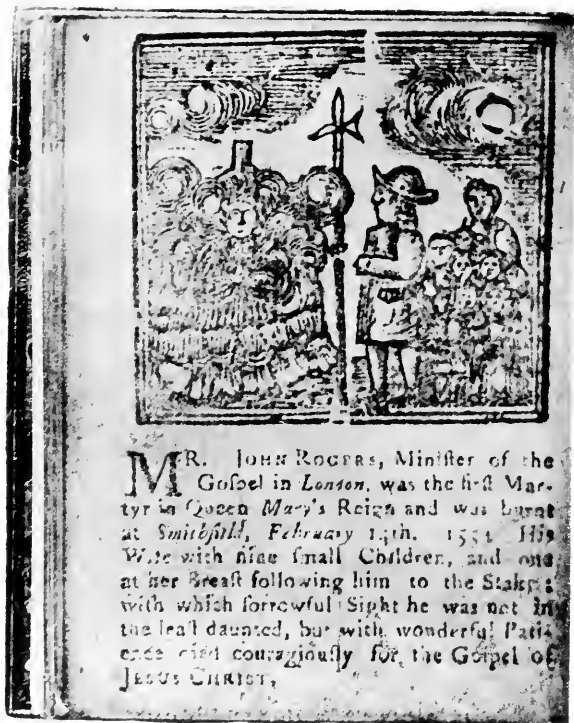 MR. JOHN ROGERS, Miniſter of the
Goſpel in London, was the firſt Mar-
tyr in Queen Mary's Reign and was burnt
at Smithfield, February 14th. 1554 His
Wife with nine ſmall Children, and one
at her Breaſt following him to the Stake;
with which ſorrowful Sight he was not in
the leaſt daunted, but with wonderful Pati-
ence died couragiouſly for the Goſpel of
JESUS CHRIST.